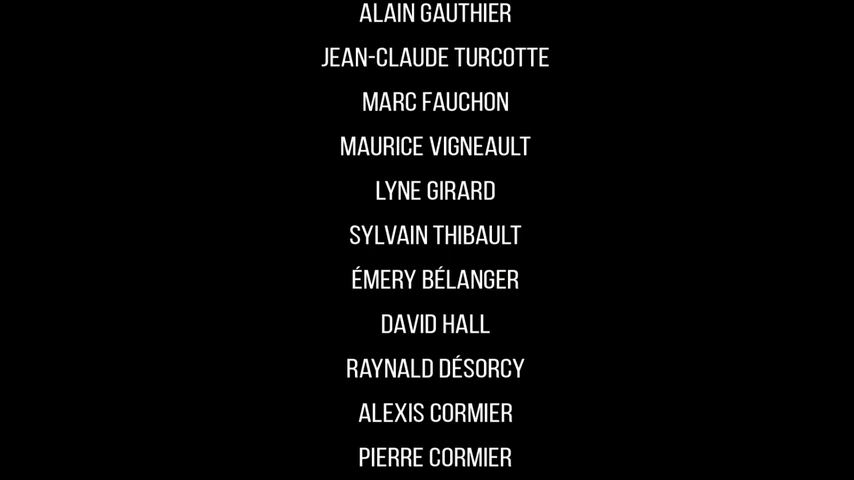 ALAIN GAUTHIER
JEAN-CLAUDE TURCOTTE
MARC FAUCHON
MAURICE VIGNEAULT
LYNE GIRARD
SYLVAIN THIBAULT
ÉMERY BÉLANGER
DAVID HALL
RAYNALD DÉSORCY
ALEXIS CORMIER
PIERRE CORMIER